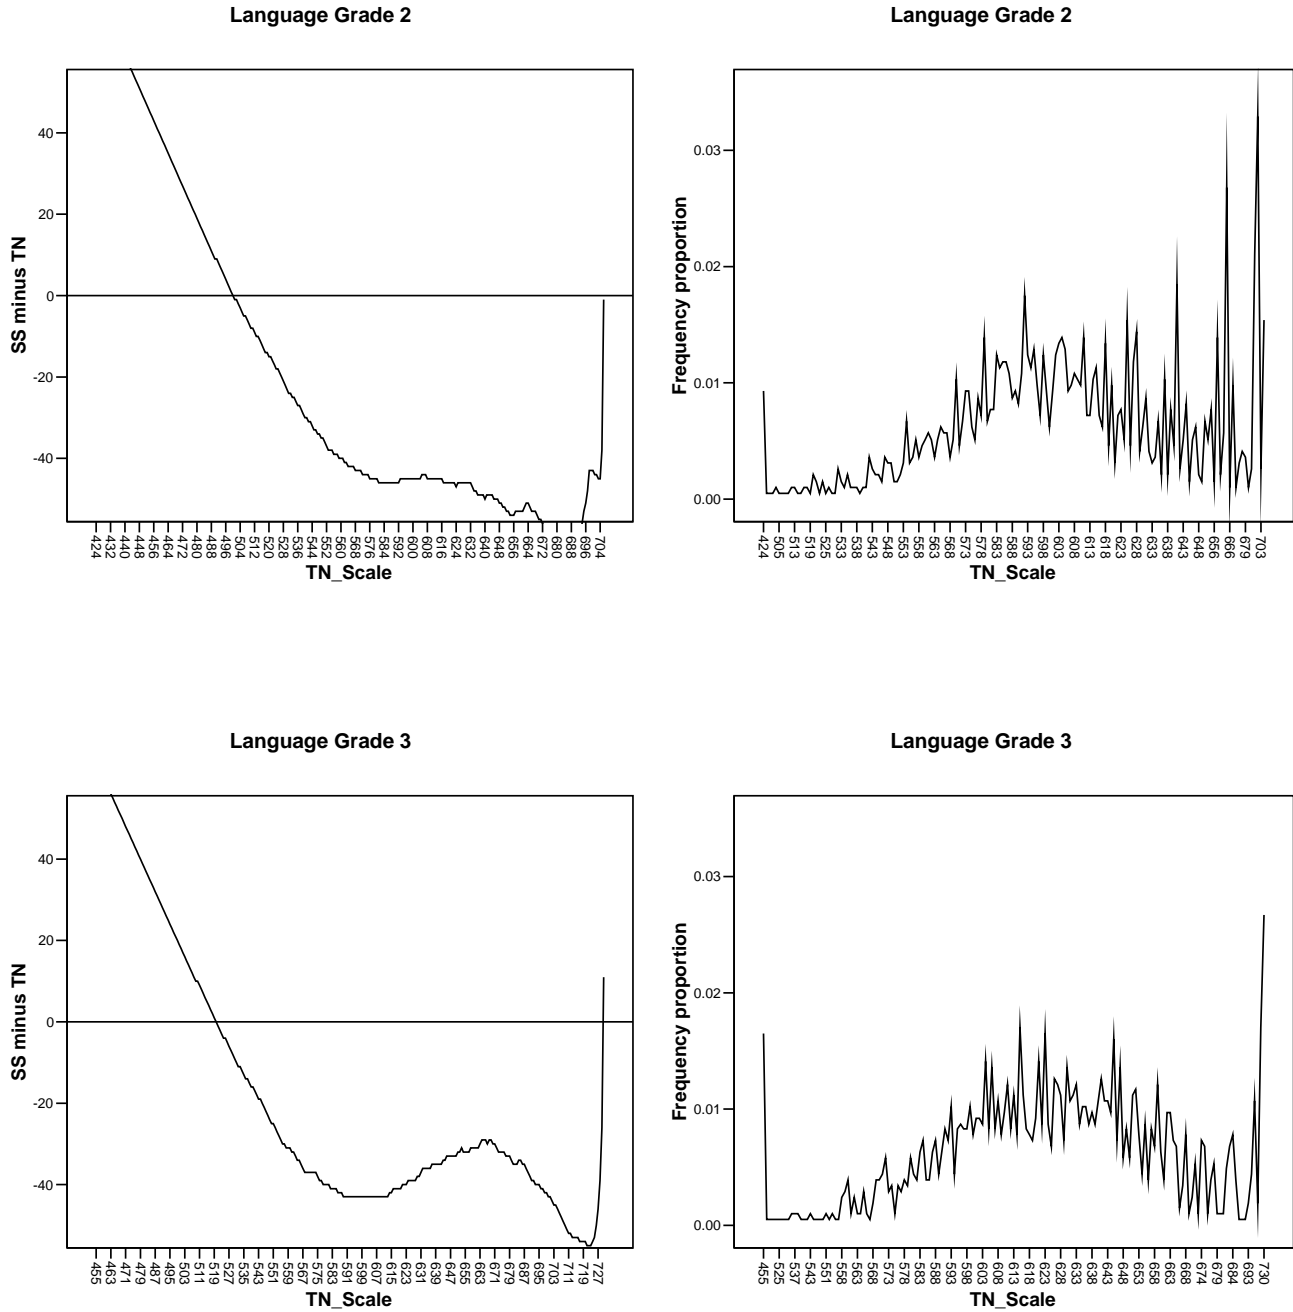 Language Grade 2
SS minus TN
40
20
0
-20
-40
424 432 440 448 456 464 472 480 488 496 504 512 520 528 536 544 552 560 568 576 584 592 600 608 616 624 632 640 648 656 664 672 680 688 696 704
TN_Scale
Language Grade 2
Frequency proportion
0.03
0.02
0.01
0.00
424 505 513 519 526 533 538 543 548 553 558 563 568 573 578 583 588 593 598 603 608 613 618 623 628 633 638 643 648 656 666 679 703
TN_Scale
Language Grade 3
SS minus TN
40
20
0
-20
-40
455 463 471 479 487 495 503 511 519 527 535 543 551 559 567 575 583 591 599 607 615 623 631 639 647 655 663 671 679 687 695 703 711 719 727
TN_Scale
Language Grade 3
Frequency proportion
0.03
0.02
0.01
0.00
455 525 537 543 551 558 563 568 573 578 583 588 593 598 603 608 613 618 623 628 633 638 643 648 653 658 663 668 674 679 684 693 730
TN_Scale